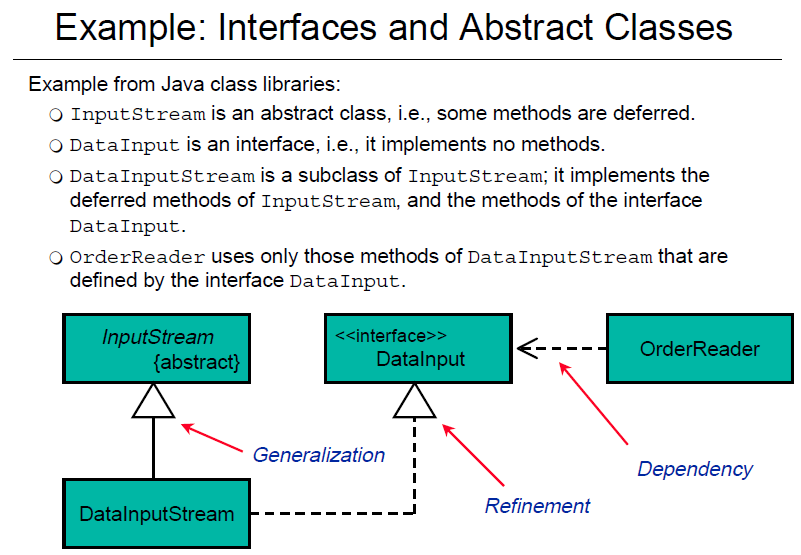 Example: Interfaces and Abstract Classes
Example from Java class libraries:
InputStream is an abstract class, i.e., some methods are deferred.
DataInput is an interface, i.e., it implements no methods.
DataInputStream is a subclass of InputStream; it implements the
deferred methods of InputStream, and the methods of the interface
DataInput.
OrderReader uses only those methods of DataInputStream that are
defined by the interface DataInput.
InputStream
{abstract}
<<interface>>
DataInput
OrderReader
Generalization
Dependency
Refinement
DataInputStream